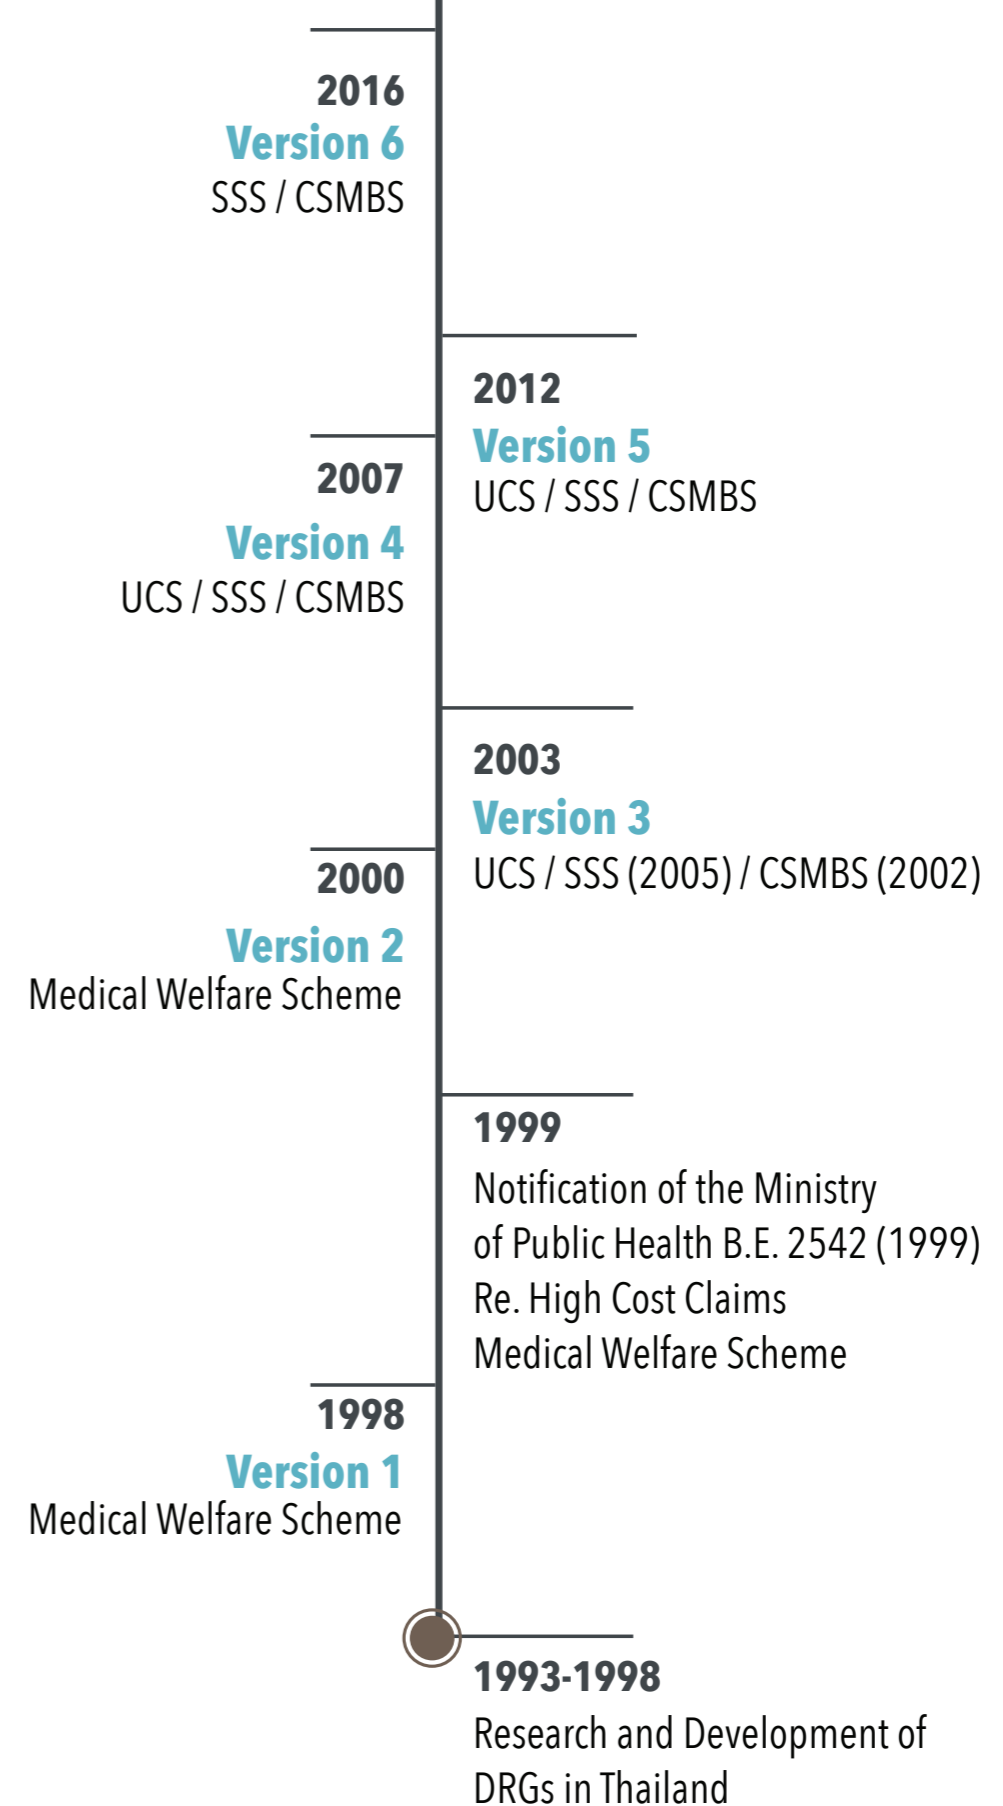 2016
Version 6
SSS / CSMBS
2012
Version 5
UCS / SSS / CSMBS
2007
Version 4
UCS / SSS / CSMBS
2003
Version 3
UCS / SSS (2005) / CSMBS (2002)
2000
Version 2
Medical Welfare Scheme
1999
Notification of the Ministry
of Public Health B.E. 2542 (1999)
Re. High Cost Claims
Medical Welfare Scheme
1998
Version 1
Medical Welfare Scheme
1993-1998
Research and Development of
DRGs in Thailand